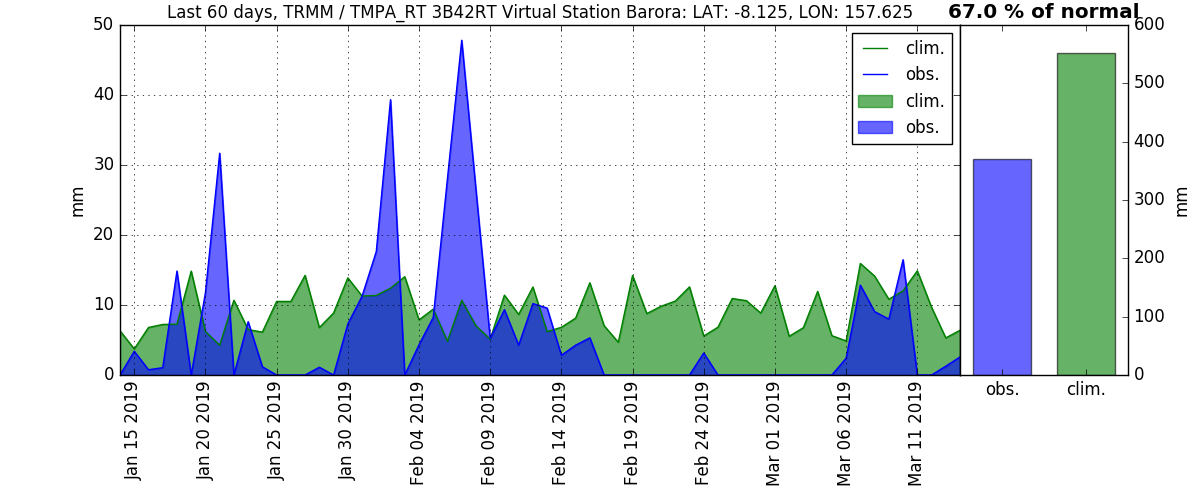 Last 60 days, TRMM / TMPA_RT 3B42RT Virtual Station Barora: LAT: -8.125, LON: 157.625
67.0 % of normal
50
40
30
20
10
0
mm
clim.
obs.
clim.
obs.
600
500
400
300
200
100
0
mm
Jan 15 2019
Jan 20 2019
Jan 25 2019
Jan 30 2019
Feb 04 2019
Feb 09 2019
Feb 14 2019
Feb 19 2019
Feb 24 2019
Mar 01 2019
Mar 06 2019
Mar 11 2019
obs.
clim.